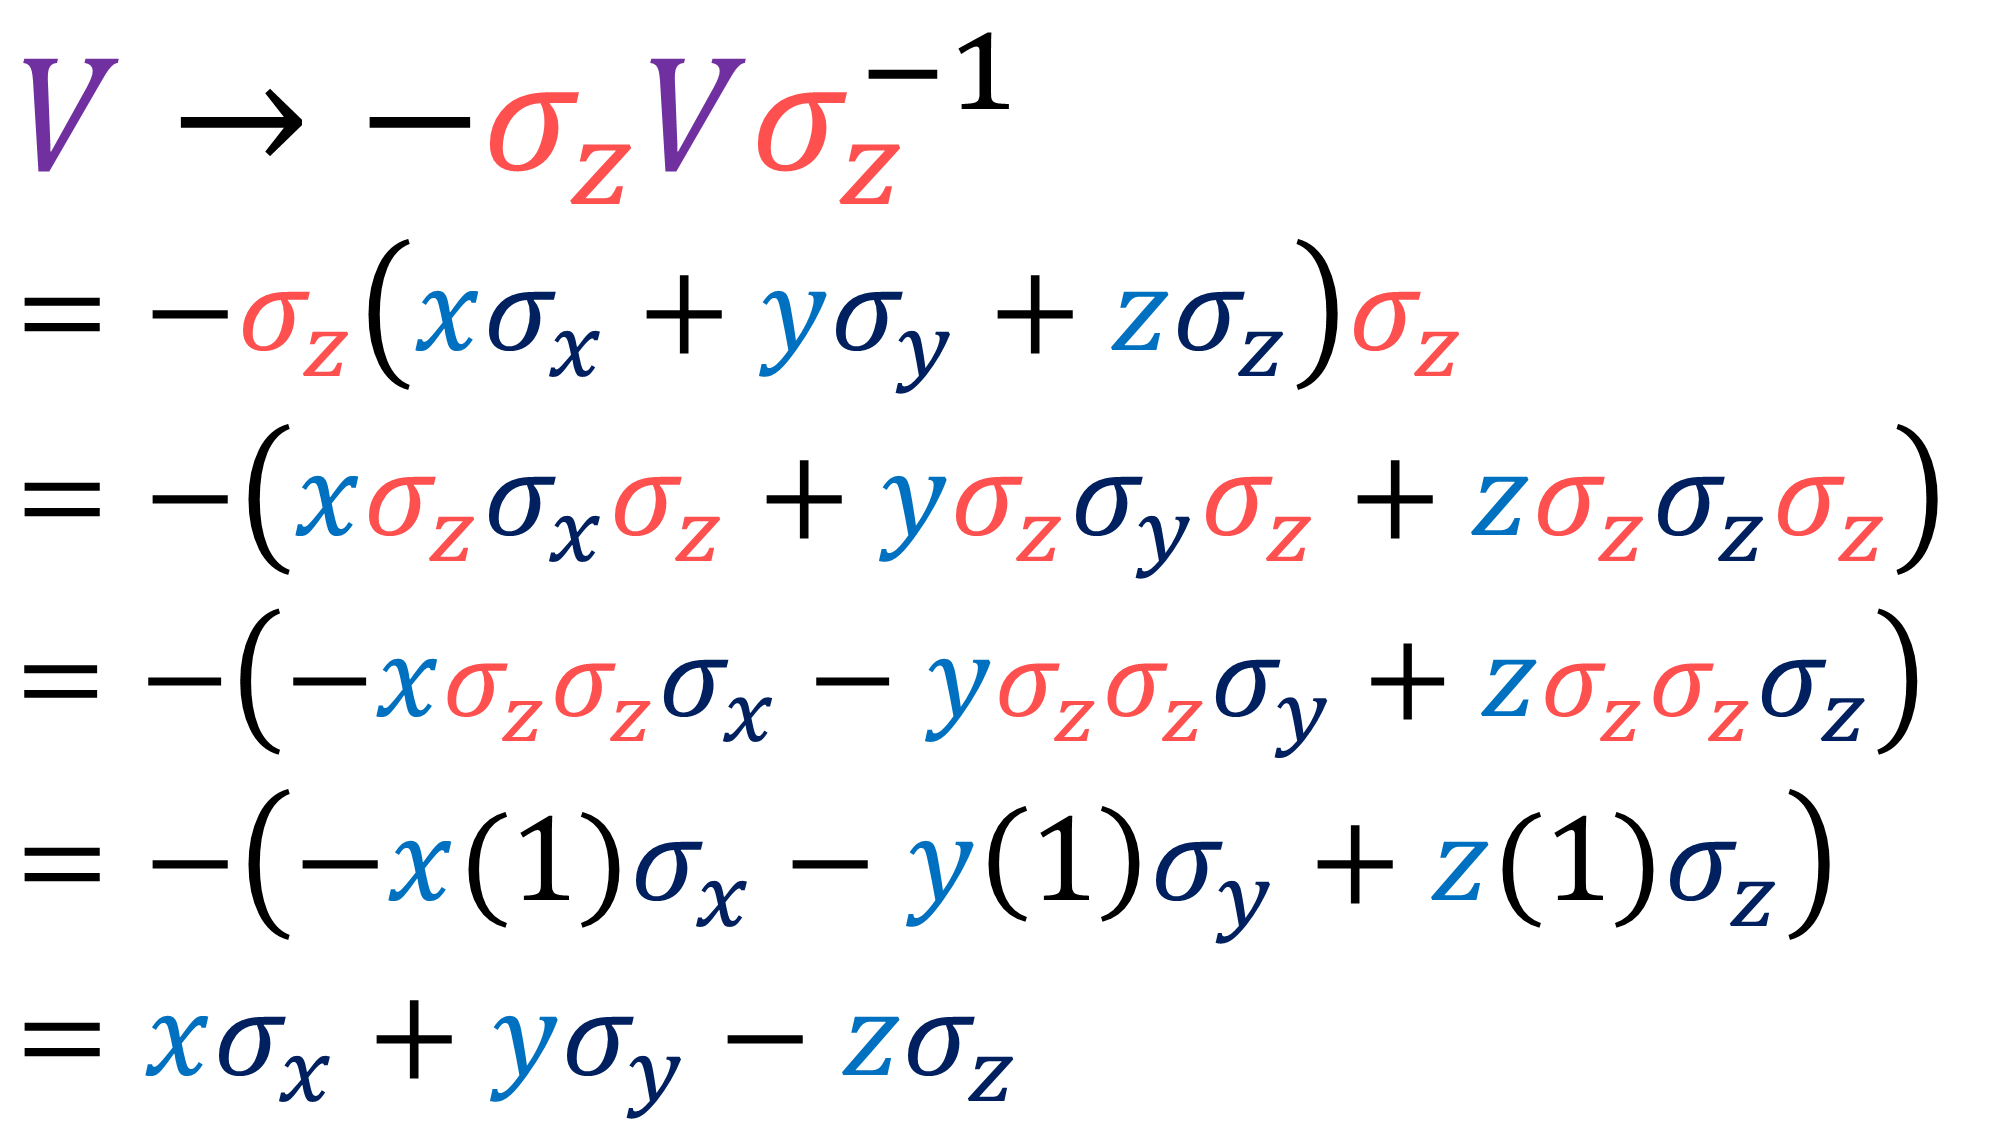 V → −σ_z V σ_z^{−1}
= −σ_z(xσ_x + yσ_y + zσ_z)σ_z
= −(xσ_zσ_xσ_z + yσ_zσ_yσ_z + zσ_zσ_zσ_z)
= −(−xσ_zσ_zσ_x − yσ_zσ_zσ_y + zσ_zσ_zσ_z)
= −(−x(1)σ_x − y(1)σ_y + z(1)σ_z)
= xσ_x + yσ_y − zσ_z